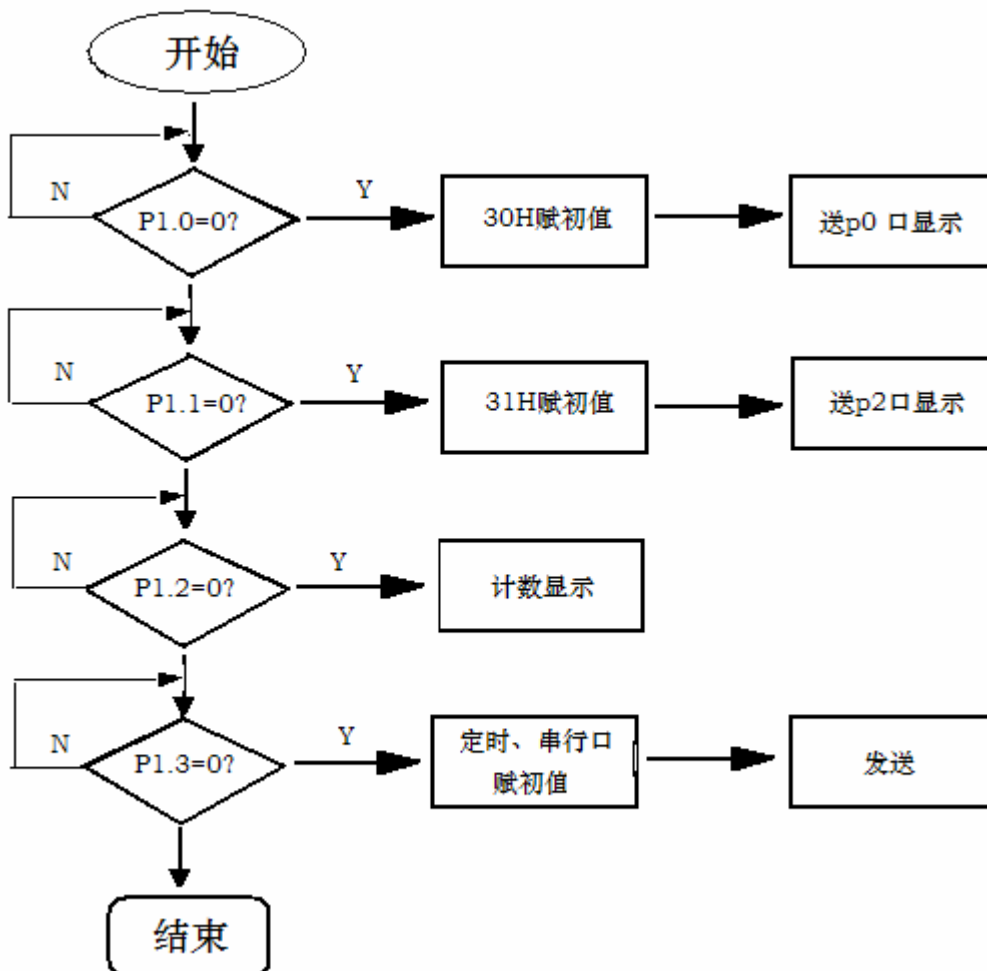 开始
N
P1.0=0?
Y
30H赋初值
送p0 口显示
N
P1.1=0?
Y
31H赋初值
送p2口显示
N
P1.2=0?
Y
计数显示
N
P1.3=0?
Y
定时、串行口
赋初值
发送
结束